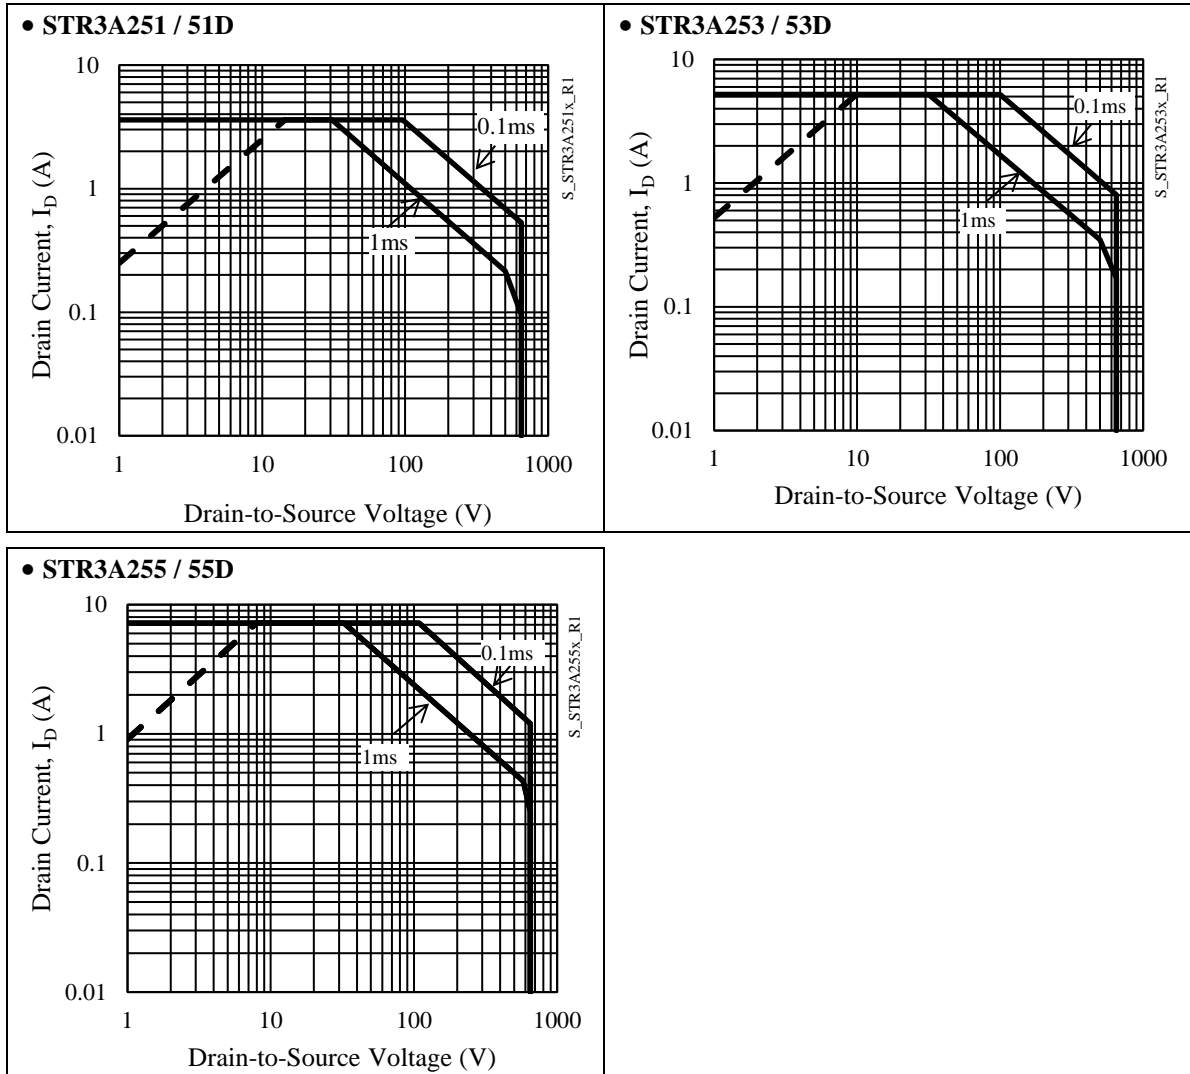 • STR3A251 / 51D
10
1
0.1
0.01
1 10 100 1000
Drain Current, I_D (A)
Drain-to-Source Voltage (V)
0.1ms
1ms
S_STR3A251x_R1
• STR3A253 / 53D
10
1
0.1
0.01
1 10 100 1000
Drain Current, I_D (A)
Drain-to-Source Voltage (V)
0.1ms
1ms
S_STR3A253x_R1
• STR3A255 / 55D
10
1
0.1
0.01
1 10 100 1000
Drain Current, I_D (A)
Drain-to-Source Voltage (V)
0.1ms
1ms
S_STR3A255x_R1